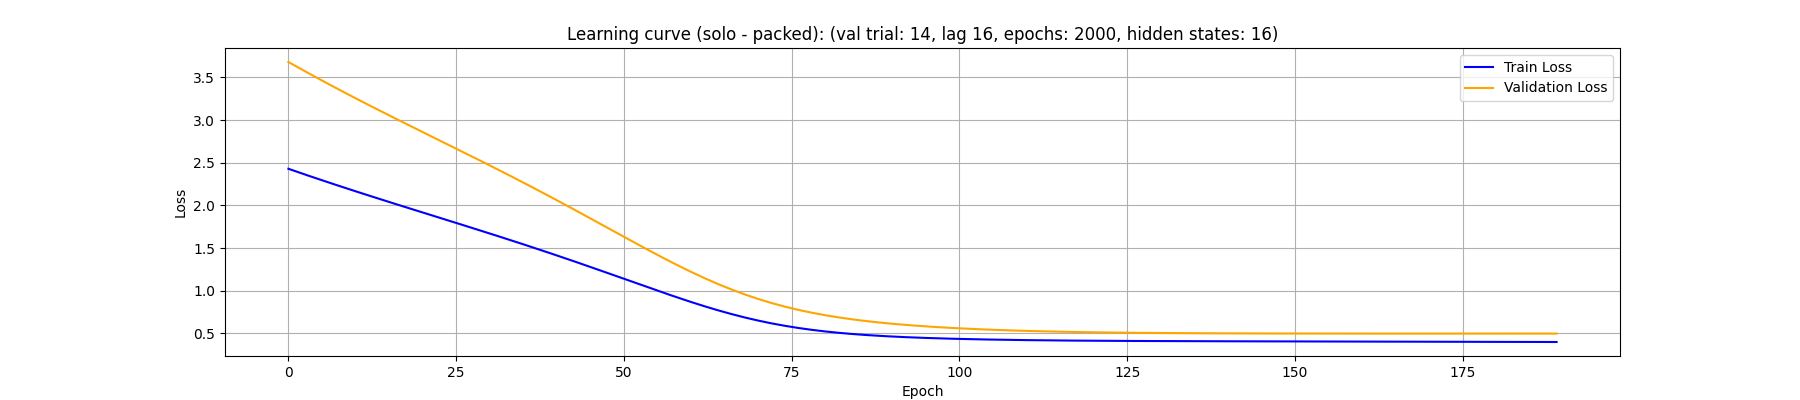 Learning curve (solo - packed): (val trial: 14, lag 16, epochs: 2000, hidden states: 16)
Train Loss
Validation Loss
3.5
3.0
2.5
2.0
1.5
1.0
0.5
Loss
0 25 50 75 100 125 150 175
Epoch